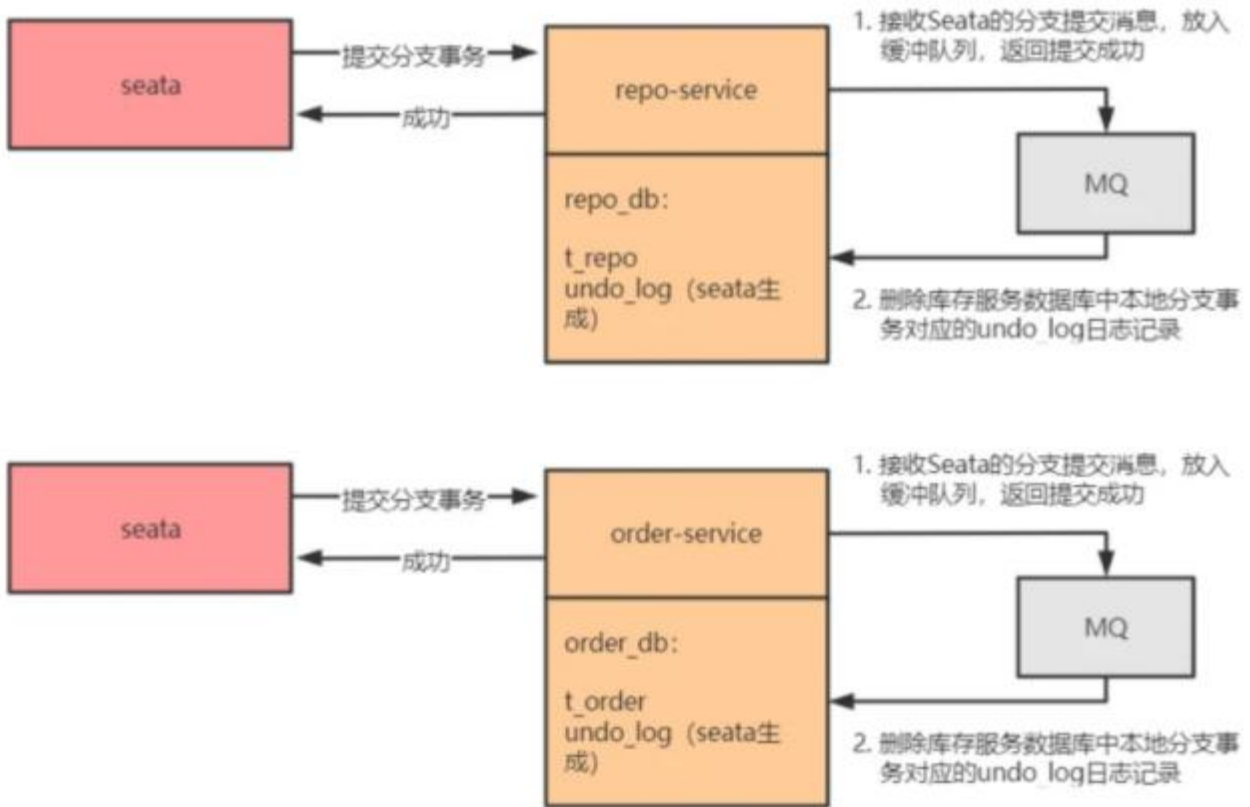 seata
提交分支事务
成功
repo-service
repo_db:
t_repo
undo_log（seata生
成)
1. 接收Seata的分支提交消息，放入
缓冲队列，返回提交成功
MQ
2. 删除库存服务数据库中本地分支事
务对应的undo_log日志记录
seata
提交分支事务
成功
order-service
order_db:
t_order
undo_log（seata生
成)
1. 接收Seata的分支提交消息，放入
缓冲队列，返回提交成功
MQ
2. 删除库存服务数据库中本地分支事
务对应的undo_log日志记录